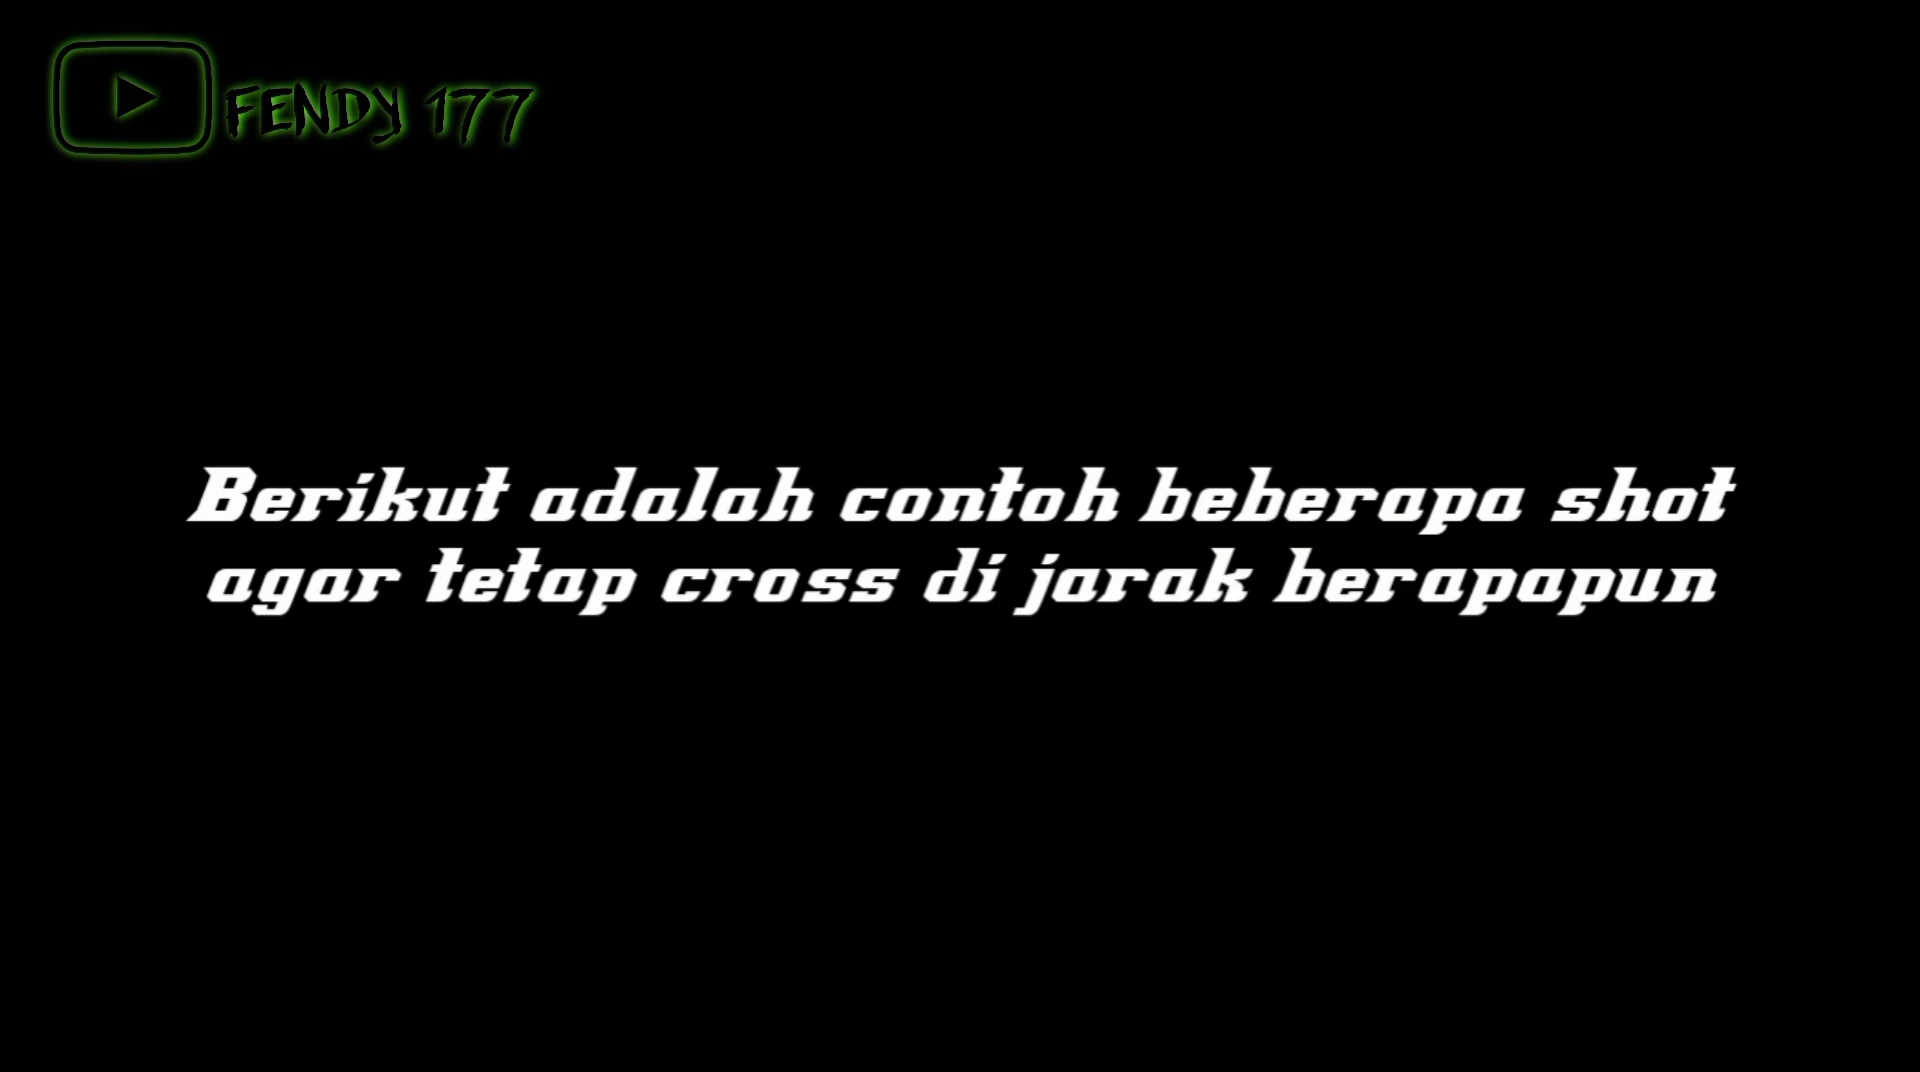 FENDY 177
Berikut adalah contoh beberapa shot
agar tetap cross di jarak berapapun